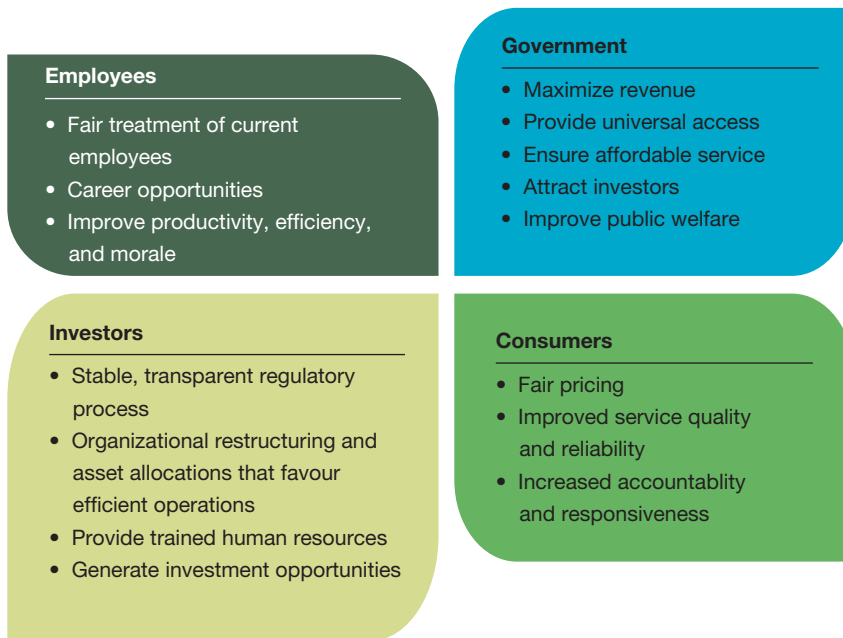 Employees
• Fair treatment of current
employees
• Career opportunities
• Improve productivity, efficiency,
and morale
Government
• Maximize revenue
• Provide universal access
• Ensure affordable service
• Attract investors
• Improve public welfare
Investors
• Stable, transparent regulatory
process
• Organizational restructuring and
asset allocations that favour
efficient operations
• Provide trained human resources
• Generate investment opportunities
Consumers
• Fair pricing
• Improved service quality
and reliability
• Increased accountablity
and responsiveness